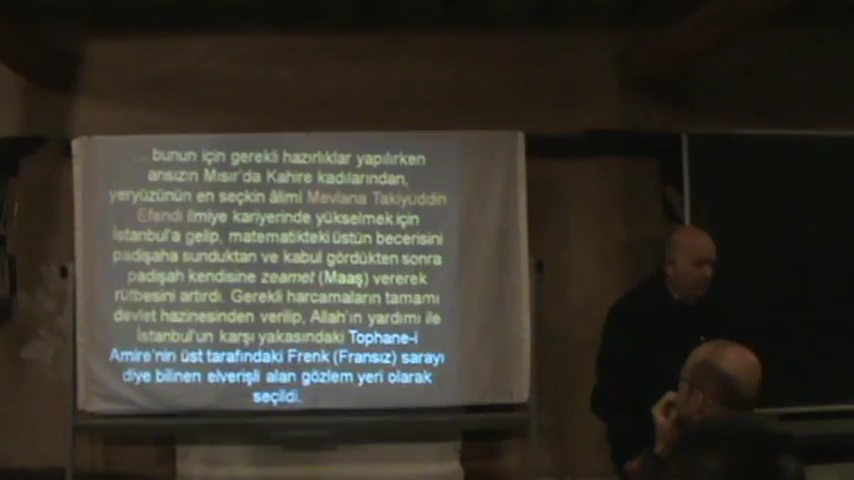 ... bunun için gerekli hazırlıklar yapılırken
ansızın Mısır'da Kahire kadılarından,
yeryüzünün en seçkin âlimi Mevlana Takiyüddin
Efendi ilmiye kariyerinde yükselmek için
İstanbul'a gelip, matematikteki üstün becerisini
padişaha sunduktan ve kabul gördükten sonra
padişah kendisine zeamet (Maaş) vererek
rütbesini artırdı. Gerekli harcamaların tamamı
devlet hazinesinden verilip, Allah'ın yardımı ile
İstanbul'un karşı yakasındaki Tophane-i
Amire'nin üst tarafındaki Frenk (Fransız) sarayı
diye bilinen elverişli alan gözlem yeri olarak
seçildi.